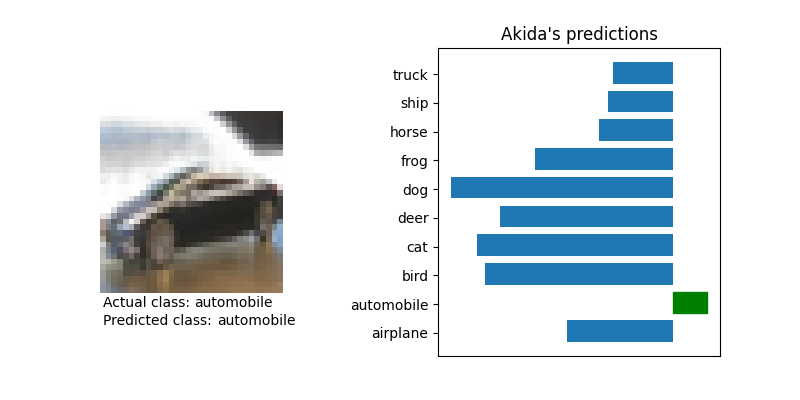 Akida's predictions
truck
ship
horse
frog
dog
deer
cat
bird
automobile
airplane
Actual class: automobile
Predicted class: automobile